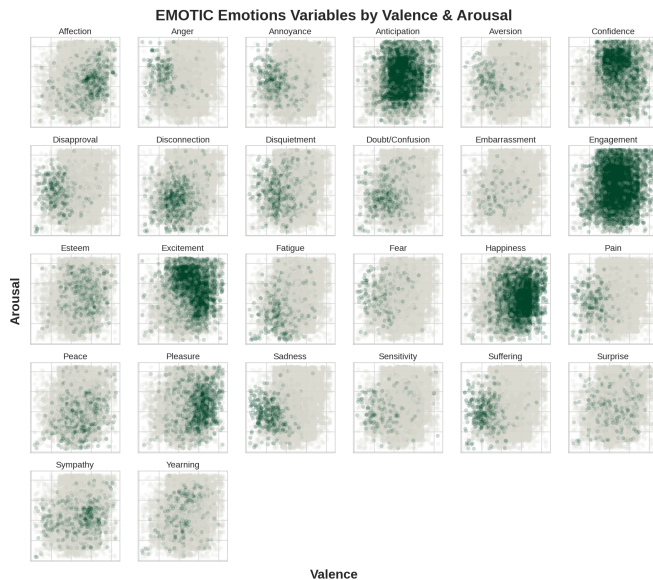 EMOTIC Emotions Variables by Valence & Arousal
Affection Anger Annoyance Anticipation Aversion Confidence
Disapproval Disconnection Disquietment Doubt/Confusion Embarrassment Engagement
Esteem Excitement Fatigue Fear Happiness Pain
Arousal
Peace Pleasure Sadness Sensitivity Suffering Surprise
Sympathy Yearning
Valence